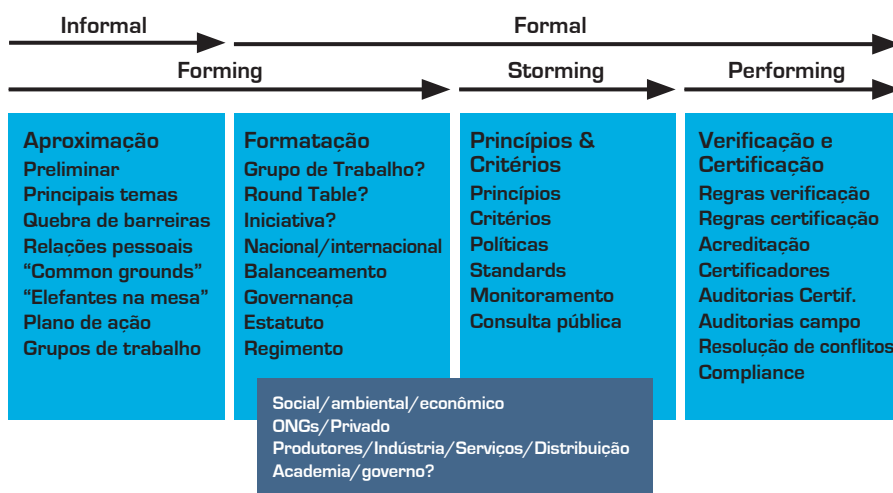 Informal
Formal
Forming
Storming
Performing
Aproximação
Preliminar
Principais temas
Quebra de barreiras
Relações pessoais
“Common grounds”
“Elefantes na mesa”
Plano de ação
Grupos de trabalho
Formatação
Grupo de Trabalho?
Round Table?
Iniciativa?
Nacional/internacional
Balanceamento
Governança
Estatuto
Regimento
Princípios &
Critérios
Princípios
Critérios
Políticas
Standards
Monitoramento
Consulta pública
Verificação e
Certificação
Regras verificação
Regras certificação
Acreditação
Certificadores
Auditorias Certif.
Auditorias campo
Resolução de conflitos
Compliance
Social/ambiental/econômico
ONGs/Privado
Produtores/Indústria/Serviços/Distribuição
Academia/governo?